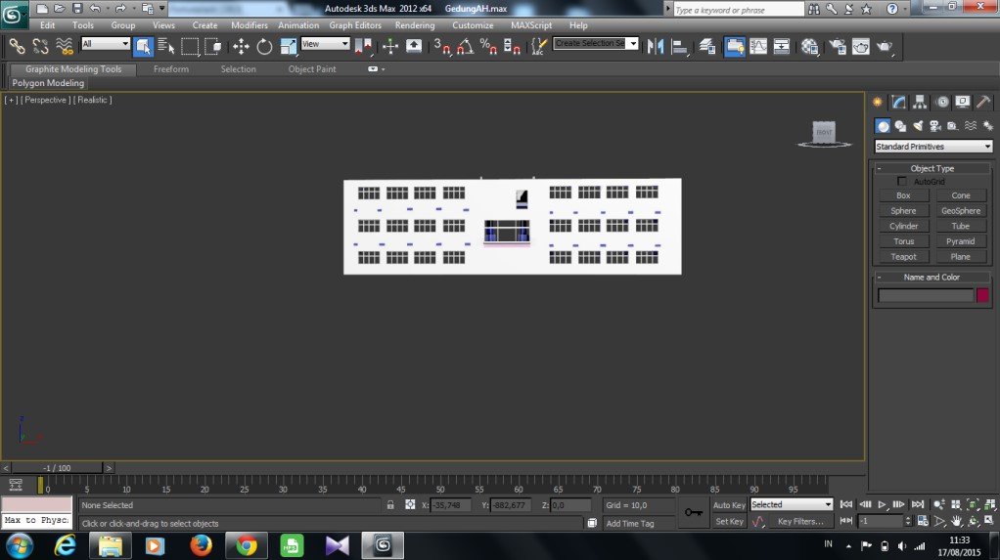 Autodesk 3ds Max 2012 x64 GedungAH.max
Type a keyword or phrase
Edit Tools Group Views Create Modifiers Animation Graph Editors Rendering Customize MAXScript Help
All
View
3
Create Selection Se
ABC
Graphite Modeling Tools Freeform Selection Object Paint
Polygon Modeling
[ + ] [ Perspective ] [ Realistic ]
FRONT
Standard Primitives
- Object Type
AutoGrid
Box Cone
Sphere GeoSphere
Cylinder Tube
Torus Pyramid
Teapot Plane
- Name and Color
z
< -1 / 100 >
0 5 10 15 20 25 30 35 40 45 50 55 60 65 70 75 80 85 90 95
None Selected
X: -35,748 Y: -882,677 Z: 0,0
Grid = 10,0
Auto Key Selected
Max to Physc:
Click or click-and-drag to select objects
Add Time Tag
Set Key Key Filters...
-1
IN
11:33
17/08/2015